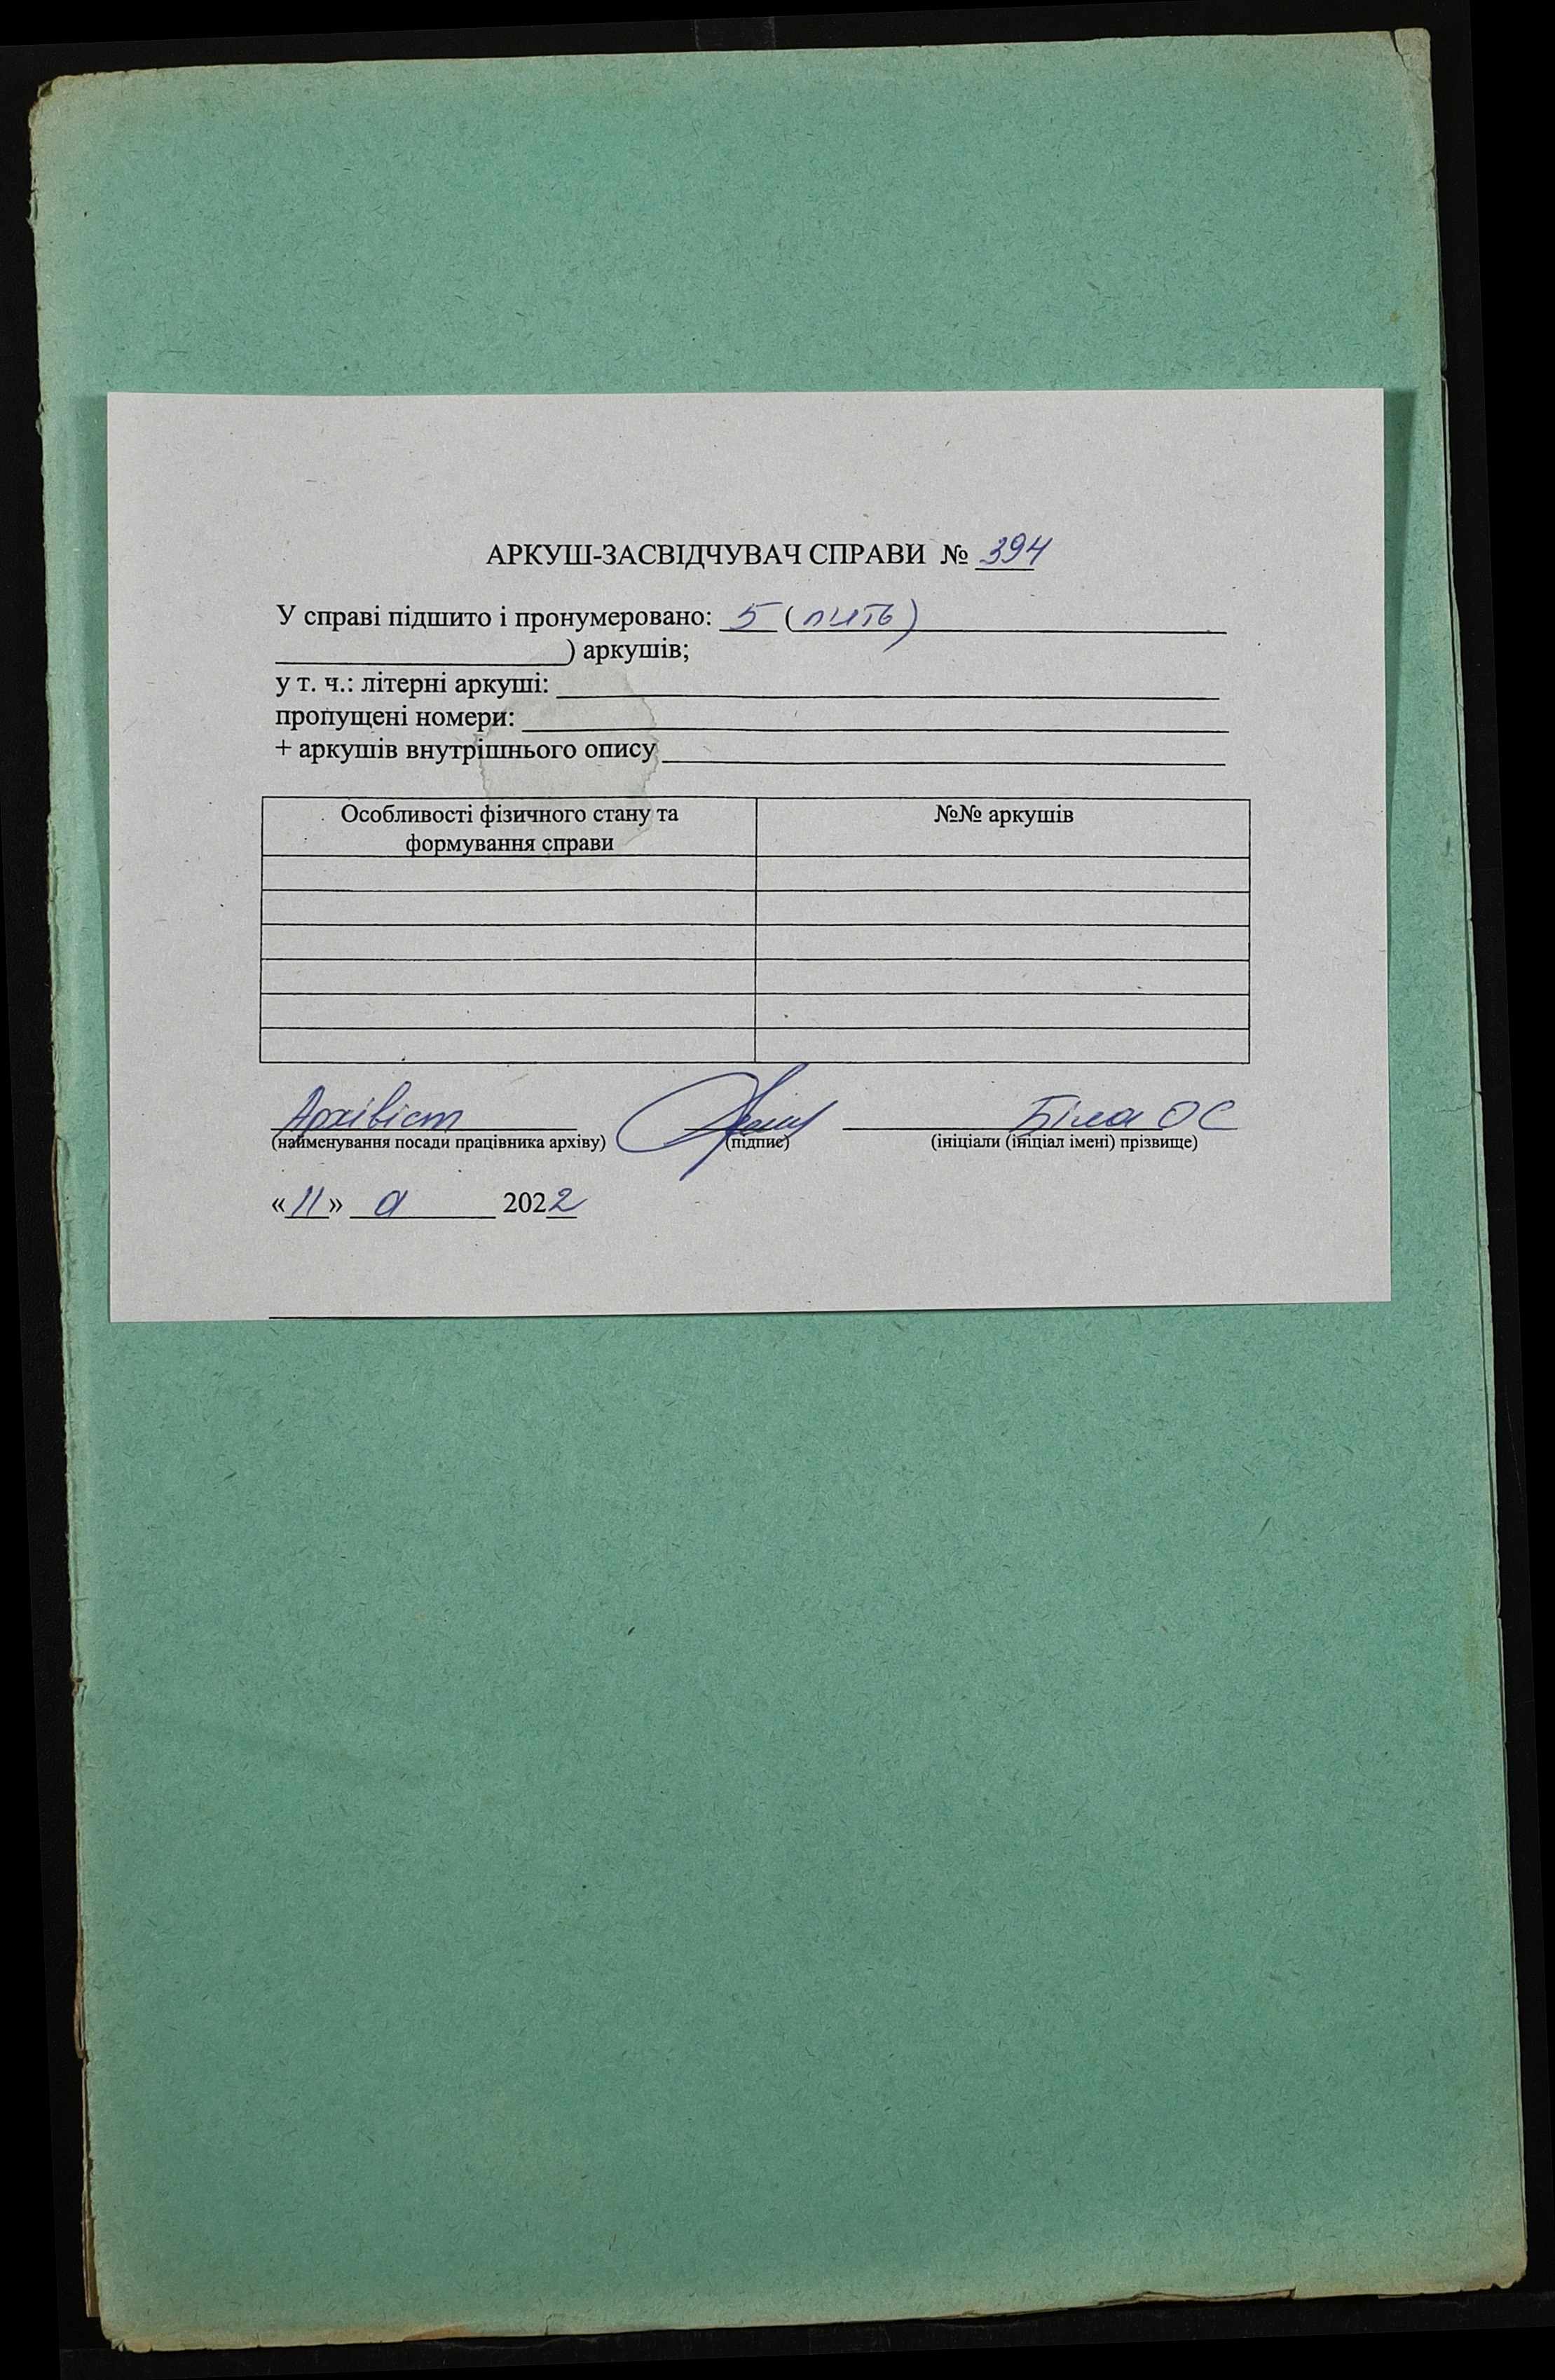 АРКУШ-ЗАСВІДЧУВАЧ СПРАВИ № 394
У справі підшито і пронумеровано: 5 (пить)
) аркушів;
у т. ч.: літерні аркуші:
пропущені номери:
+ аркушів внутрішнього опису
Особливості фізичного стану та №№ аркушів
формування справи
Архівіст Біла ОС
(найменування посади працівника архіву) (підпис) (ініціали (ініціал імені) прізвище)
«11» 2022